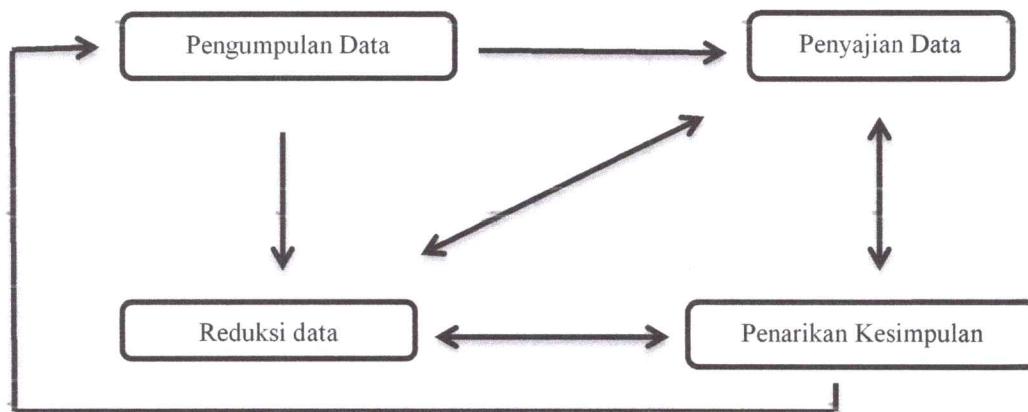 Pengumpulan Data
Penyajian Data
Reduksi data
Penarikan Kesimpulan